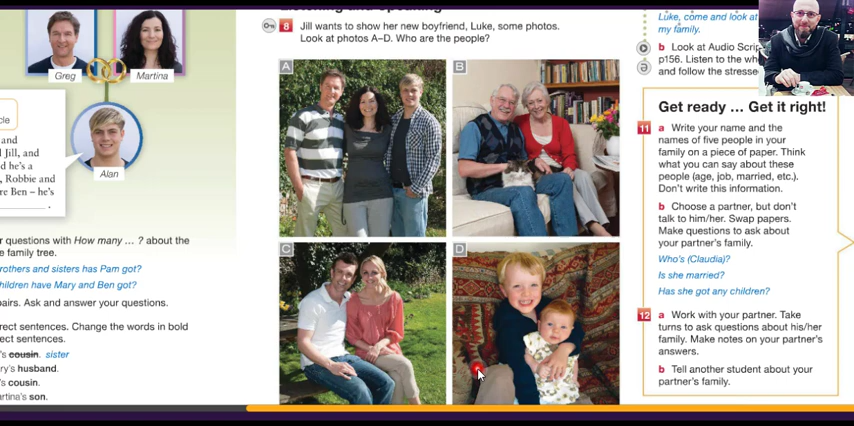 Greg
Martina
Alan
cle
and
Jill, and
d he's a
, Robbie and
re Ben – he's
r questions with How many … ? about the
e family tree.
rothers and sisters has Pam got?
hildren have Mary and Ben got?
pairs. Ask and answer your questions.
rrect sentences. Change the words in bold
ect sentences.
's cousin. sister
ry's husband.
's cousin.
artina's son.
8 Jill wants to show her new boyfriend, Luke, some photos.
Look at photos A–D. Who are the people?
A
B
C
D
Luke, come and look at
my family.
b Look at Audio Scrip
p156. Listen to the wh
and follow the stresse
Get ready … Get it right!
11 a Write your name and the
names of five people in your
family on a piece of paper. Think
what you can say about these
people (age, job, married, etc.).
Don't write this information.
b Choose a partner, but don't
talk to him/her. Swap papers.
Make questions to ask about
your partner's family.
Who's (Claudia)?
Is she married?
Has she got any children?
12 a Work with your partner. Take
turns to ask questions about his/her
family. Make notes on your partner's
answers.
b Tell another student about your
partner's family.